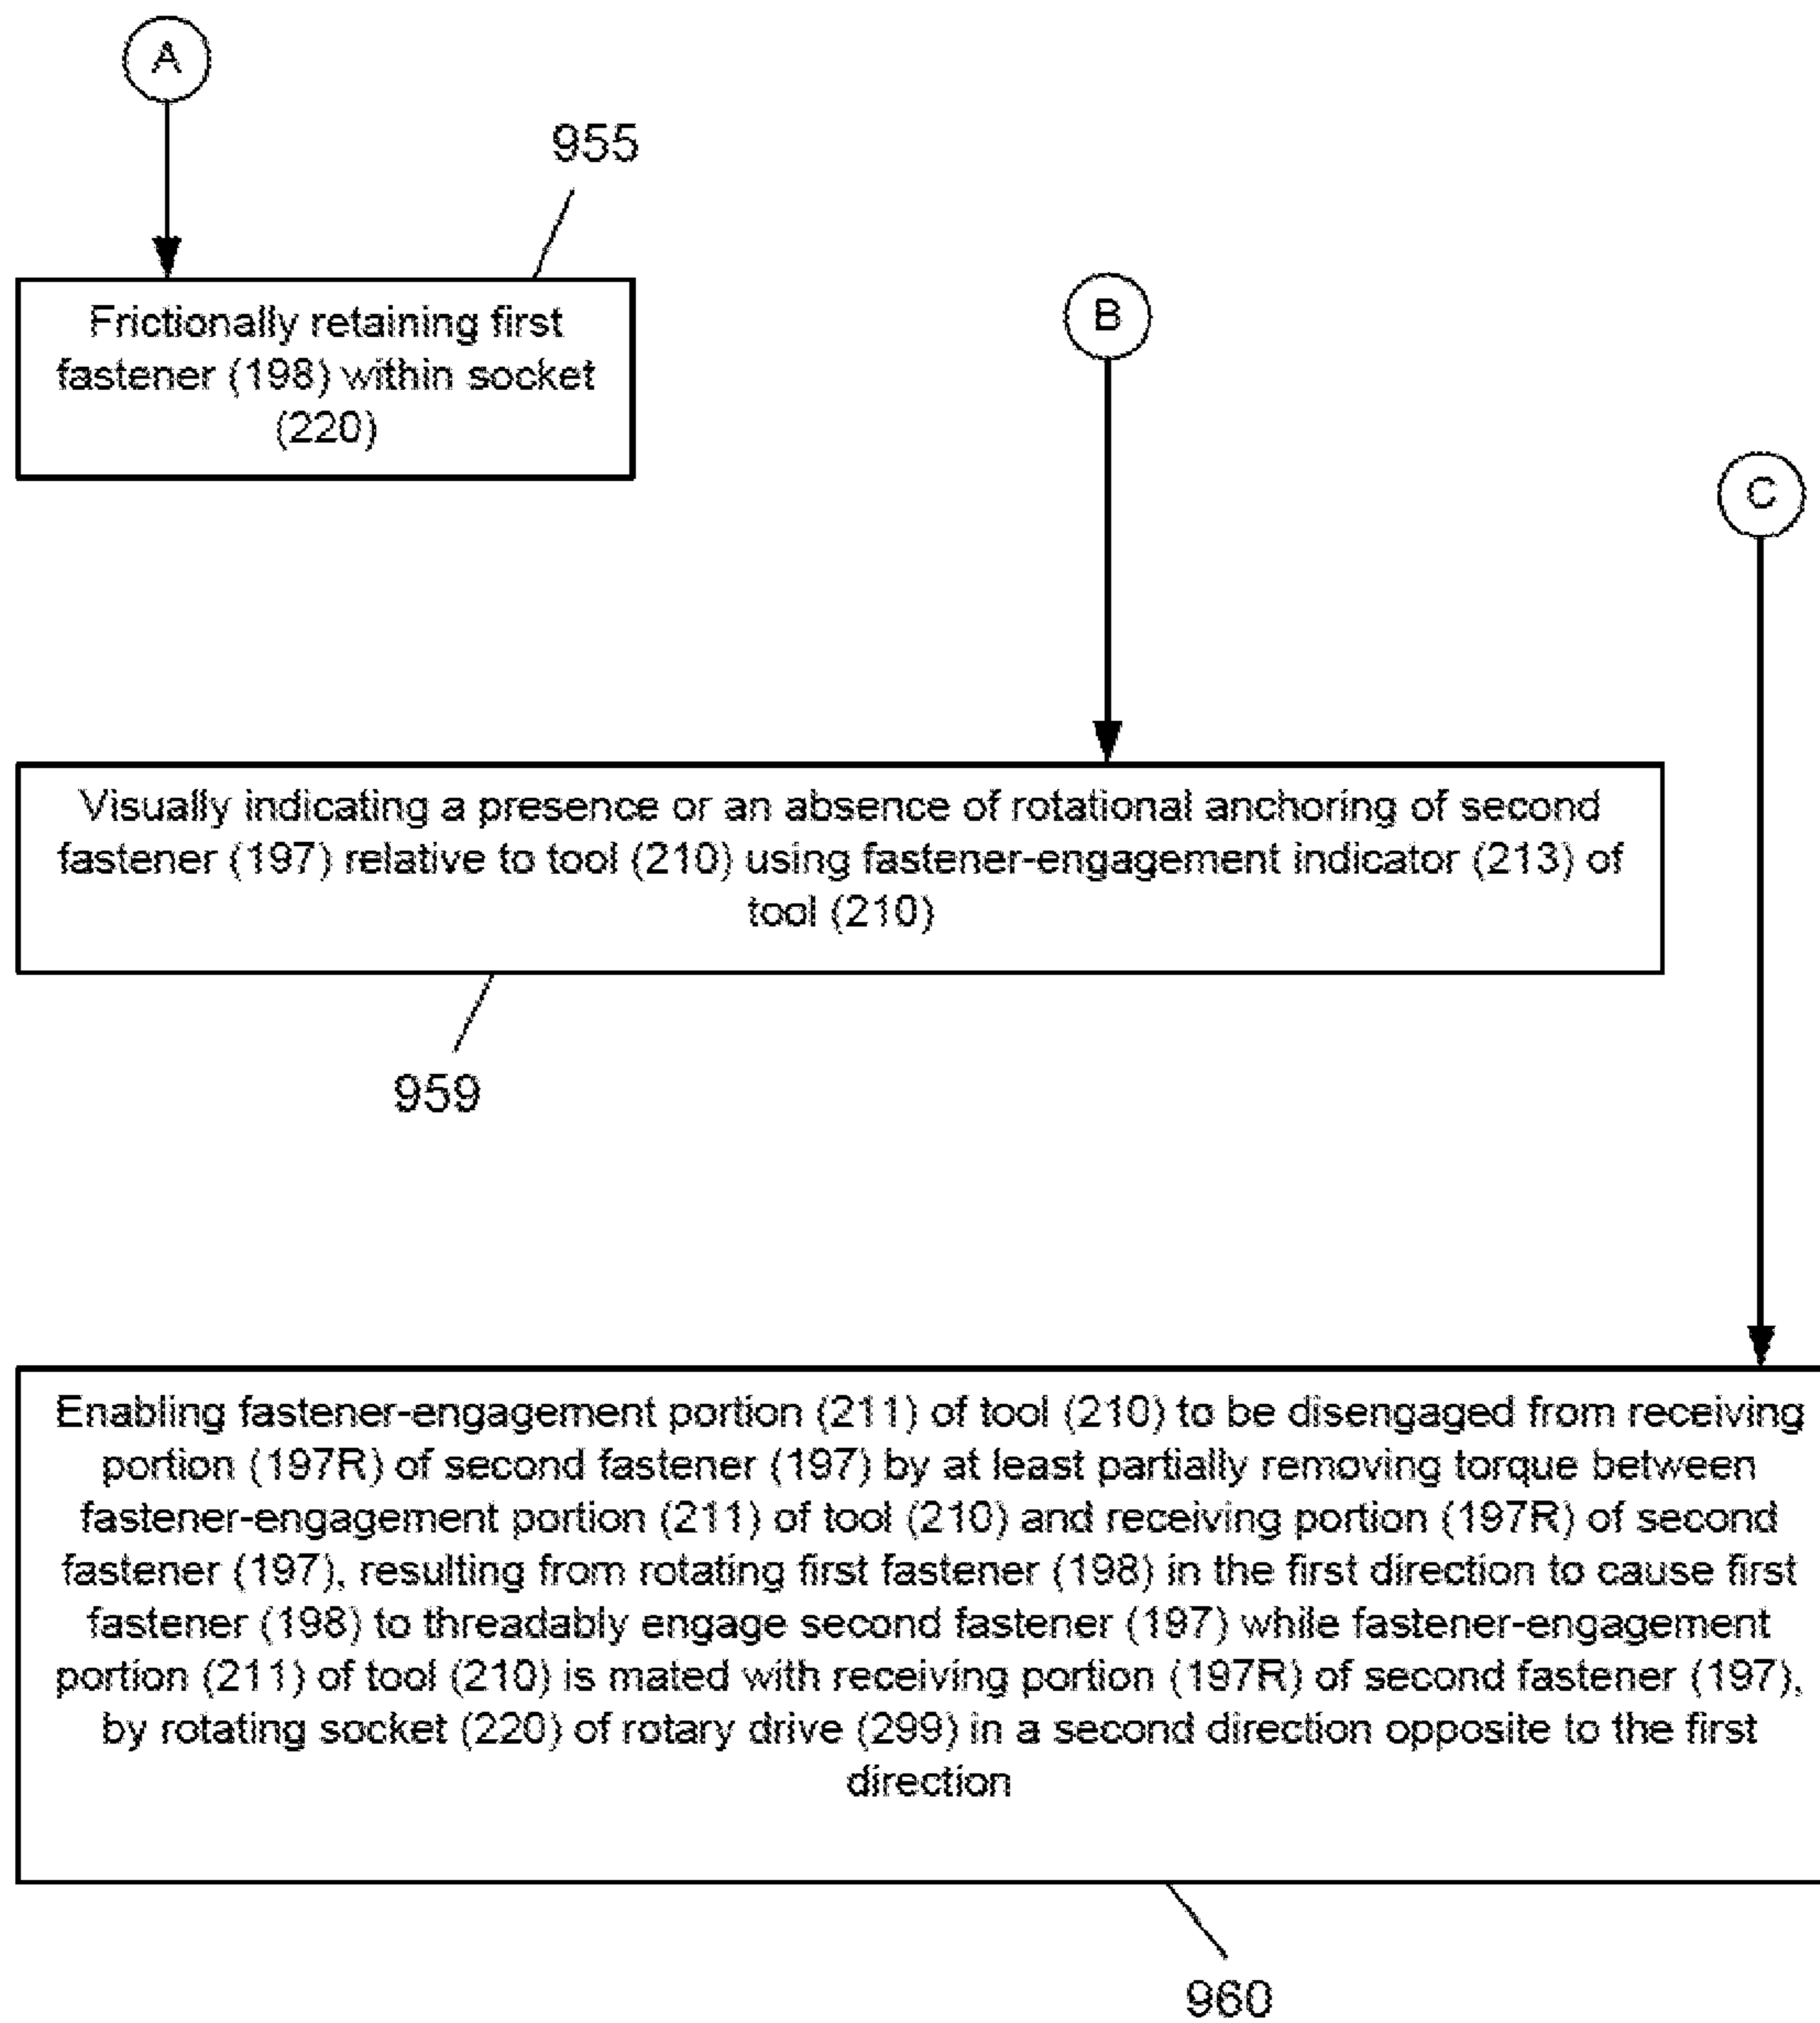 A
955
Frictionally retaining first
fastener (198) within socket
(220)
B
C
Visually indicating a presence or an absence of rotational anchoring of second
fastener (197) relative to tool (210) using fastener-engagement indicator (213) of
tool (210)
959
Enabling fastener-engagement portion (211) of tool (210) to be disengaged from receiving
portion (197R) of second fastener (197) by at least partially removing torque between
fastener-engagement portion (211) of tool (210) and receiving portion (197R) of second
fastener (197), resulting from rotating first fastener (198) in the first direction to cause first
fastener (198) to threadably engage second fastener (197) while fastener-engagement
portion (211) of tool (210) is mated with receiving portion (197R) of second fastener (197),
by rotating socket (220) of rotary drive (299) in a second direction opposite to the first
direction
960